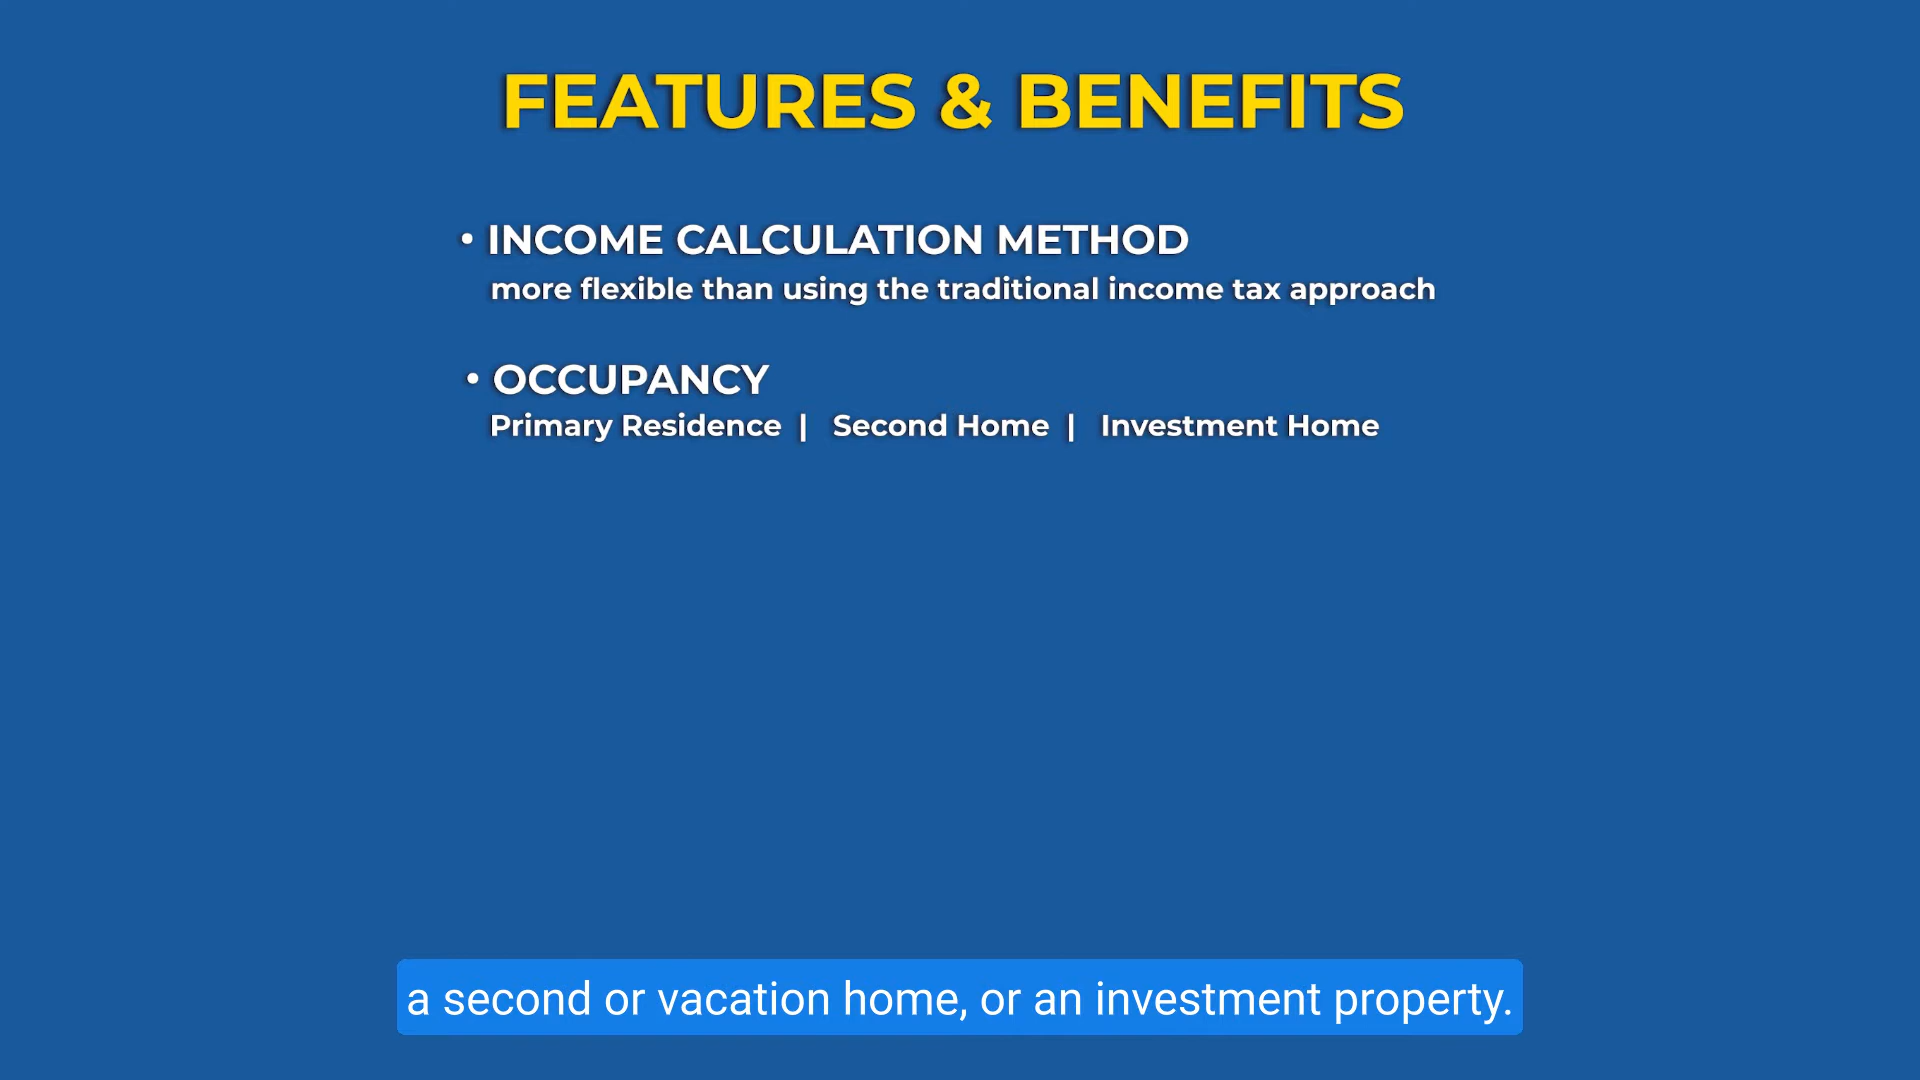 FEATURES & BENEFITS
• INCOME CALCULATION METHOD
more flexible than using the traditional income tax approach
• OCCUPANCY
Primary Residence | Second Home | Investment Home
a second or vacation home, or an investment property.